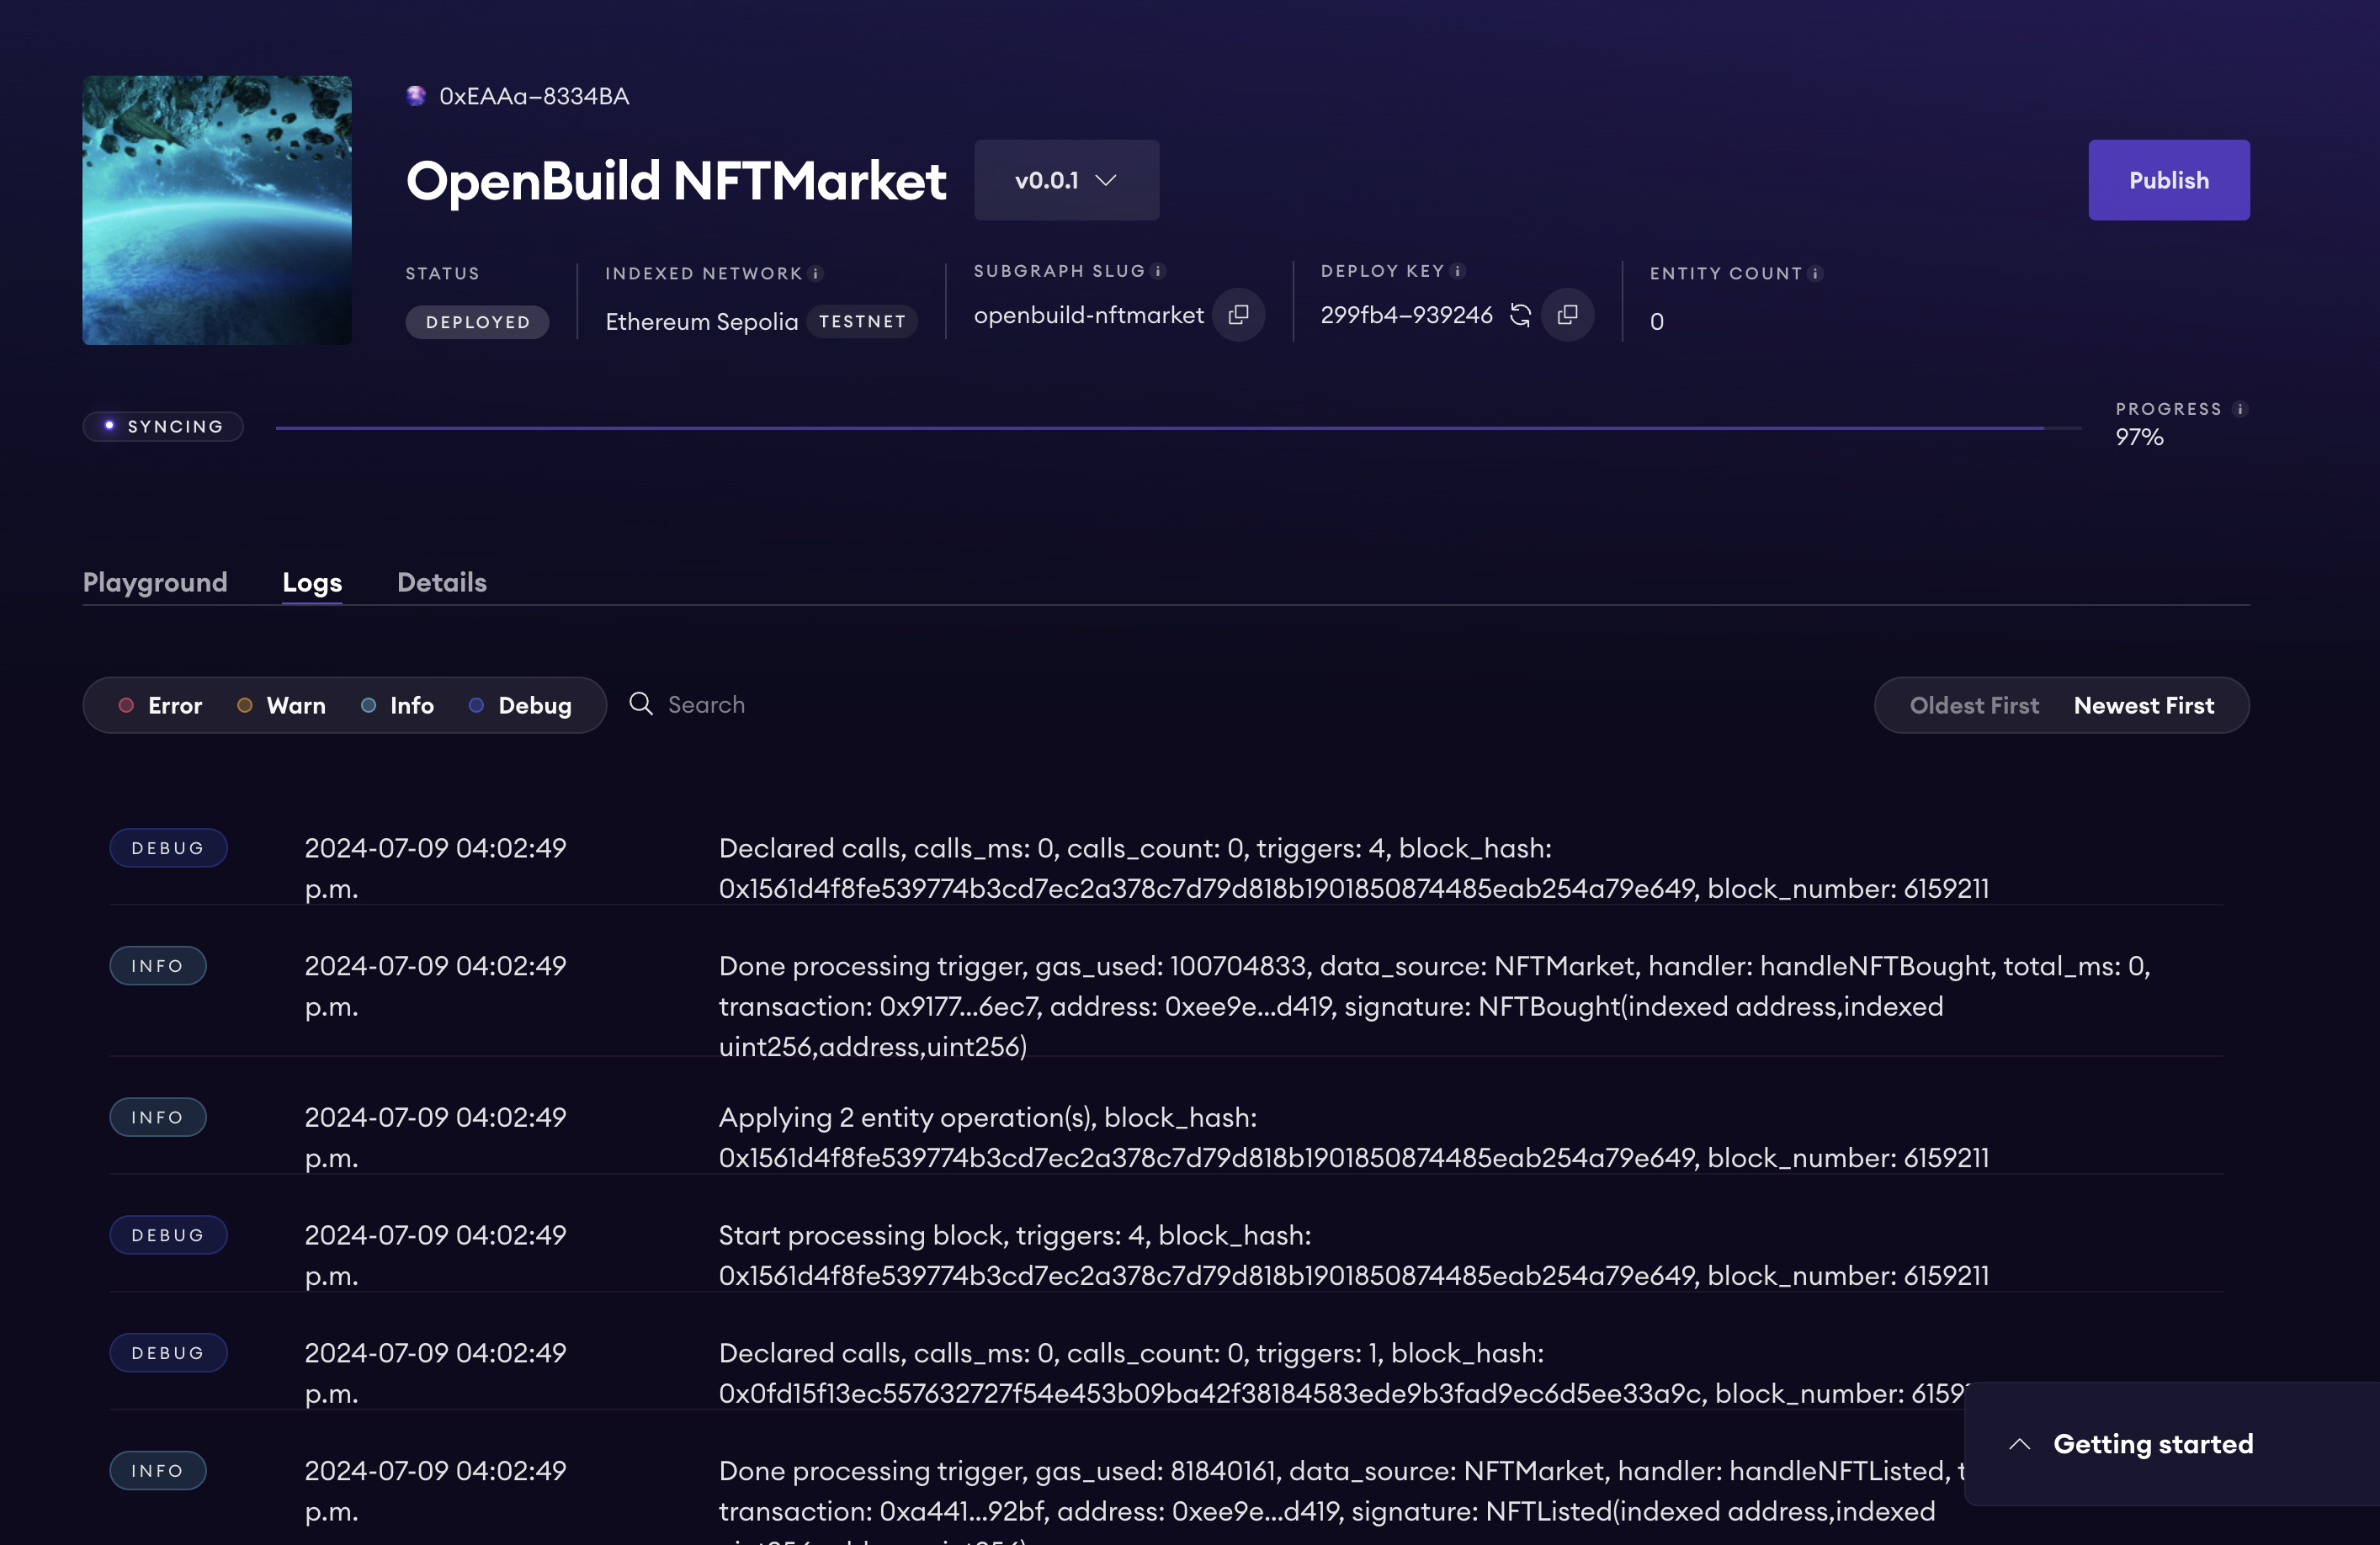 0xEAAa–8334BA
OpenBuild NFTMarket
v0.0.1
Publish
STATUS
DEPLOYED
INDEXED NETWORK
Ethereum Sepolia TESTNET
SUBGRAPH SLUG
openbuild-nftmarket
DEPLOY KEY
299fb4–939246
ENTITY COUNT
0
SYNCING
PROGRESS
97%
Playground Logs Details
Error Warn Info Debug
Search
Oldest First Newest First
DEBUG
2024-07-09 04:02:49
p.m.
Declared calls, calls_ms: 0, calls_count: 0, triggers: 4, block_hash:
0x1561d4f8fe539774b3cd7ec2a378c7d79d818b1901850874485eab254a79e649, block_number: 6159211
INFO
2024-07-09 04:02:49
p.m.
Done processing trigger, gas_used: 100704833, data_source: NFTMarket, handler: handleNFTBought, total_ms: 0,
transaction: 0x9177…6ec7, address: 0xee9e…d419, signature: NFTBought(indexed address,indexed
uint256,address,uint256)
INFO
2024-07-09 04:02:49
p.m.
Applying 2 entity operation(s), block_hash:
0x1561d4f8fe539774b3cd7ec2a378c7d79d818b1901850874485eab254a79e649, block_number: 6159211
DEBUG
2024-07-09 04:02:49
p.m.
Start processing block, triggers: 4, block_hash:
0x1561d4f8fe539774b3cd7ec2a378c7d79d818b1901850874485eab254a79e649, block_number: 6159211
DEBUG
2024-07-09 04:02:49
p.m.
Declared calls, calls_ms: 0, calls_count: 0, triggers: 1, block_hash:
0x0fd15f13ec557632727f54e453b09ba42f38184583ede9b3fad9ec6d5ee33a9c, block_number:
INFO
2024-07-09 04:02:49
p.m.
Done processing trigger, gas_used: 81840161, data_source: NFTMarket, handler: handleNFTListed,
transaction: 0xa441…92bf, address: 0xee9e…d419, signature: NFTListed(indexed address,indexed
Getting started